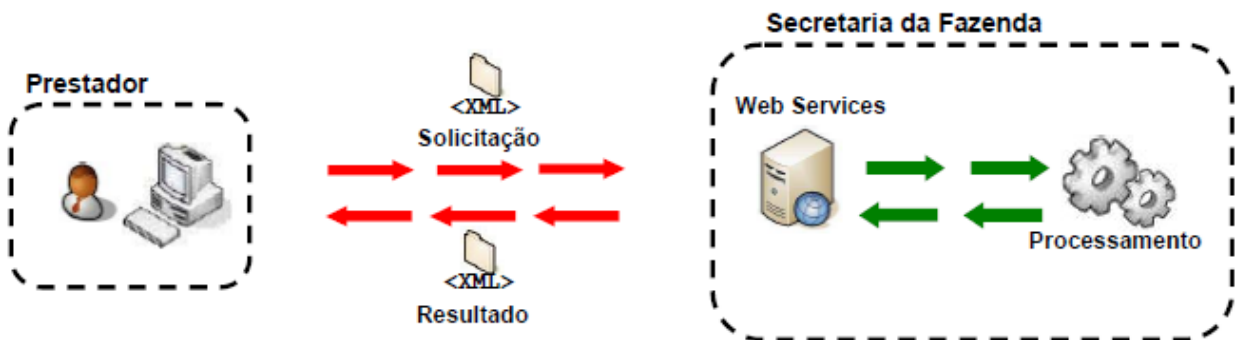 Secretaria da Fazenda
Prestador
<XML>
Solicitação
Web Services
Processamento
<XML>
Resultado